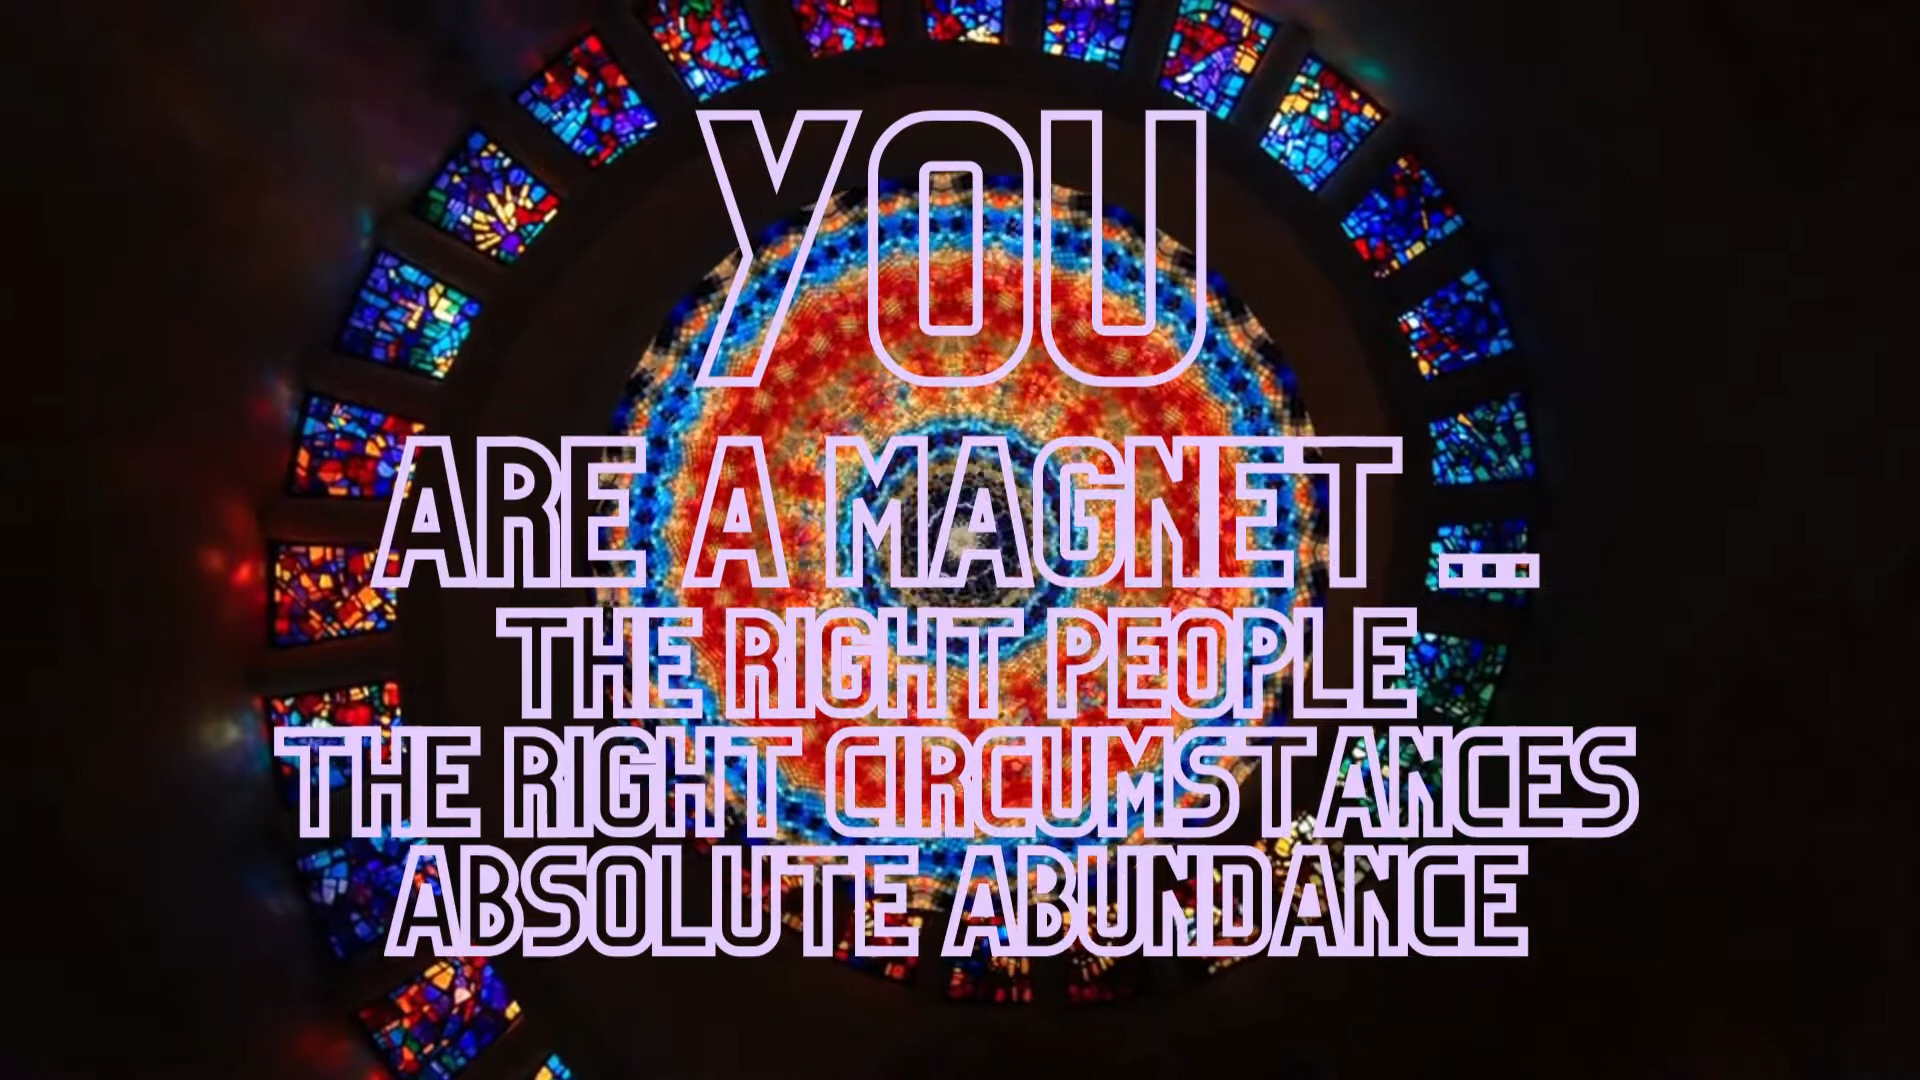 YOU
ARE A MAGNET ...
THE RIGHT PEOPLE
THE RIGHT CIRCUMSTANCES
ABSOLUTE ABUNDANCE